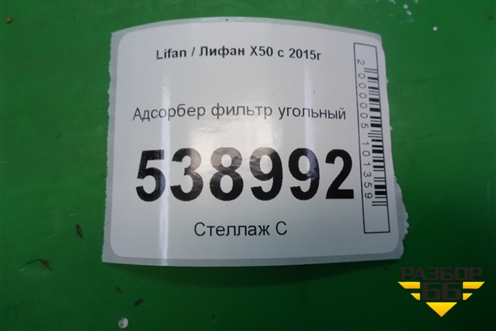 Lifan / Лифан X50 с 2015г
Адсорбер фильтр угольный
538992
Стеллаж С
2000005101359
РАЗБОР
66